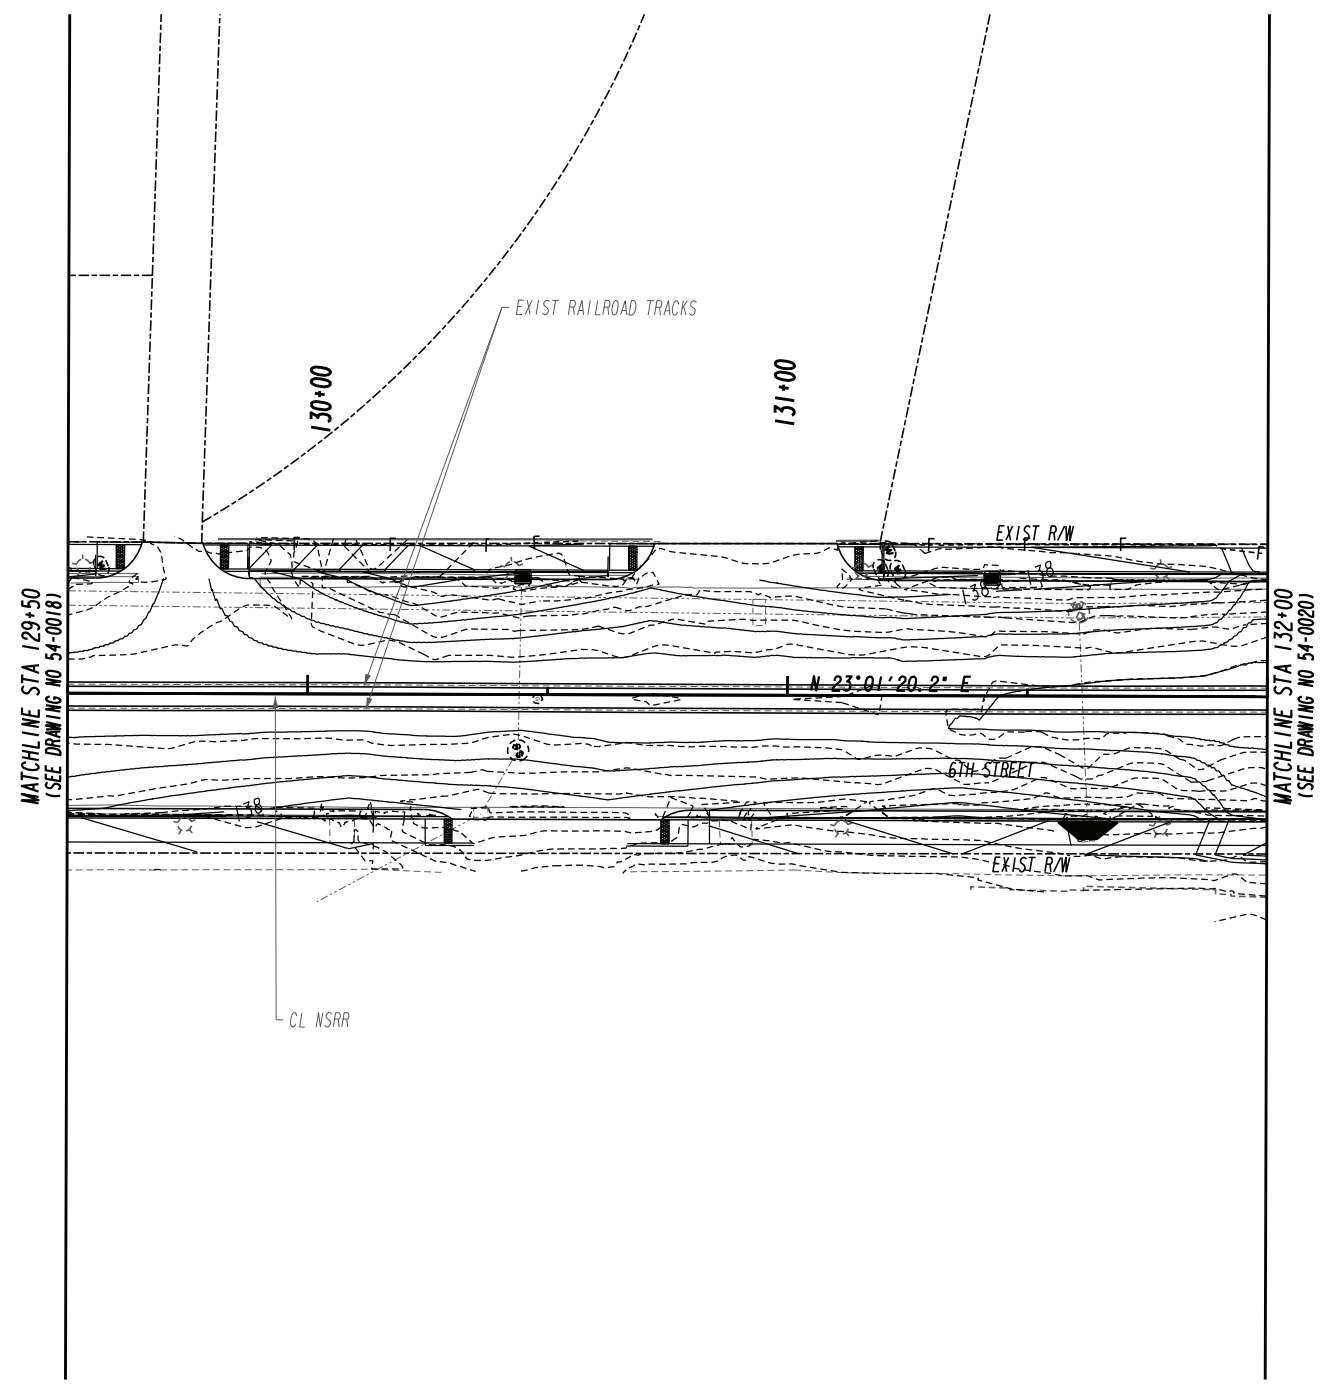 EXIST RAILROAD TRACKS
130+00
131+00
EXIST R/W
138
138
MATCHLINE STA 129+50
(SEE DRAWING NO 54-0018)
MATCHLINE STA 132+00
(SEE DRAWING NO 54-0020)
N 23°01'20.2" E
6TH STREET
138
EXIST R/W
CL NSRR